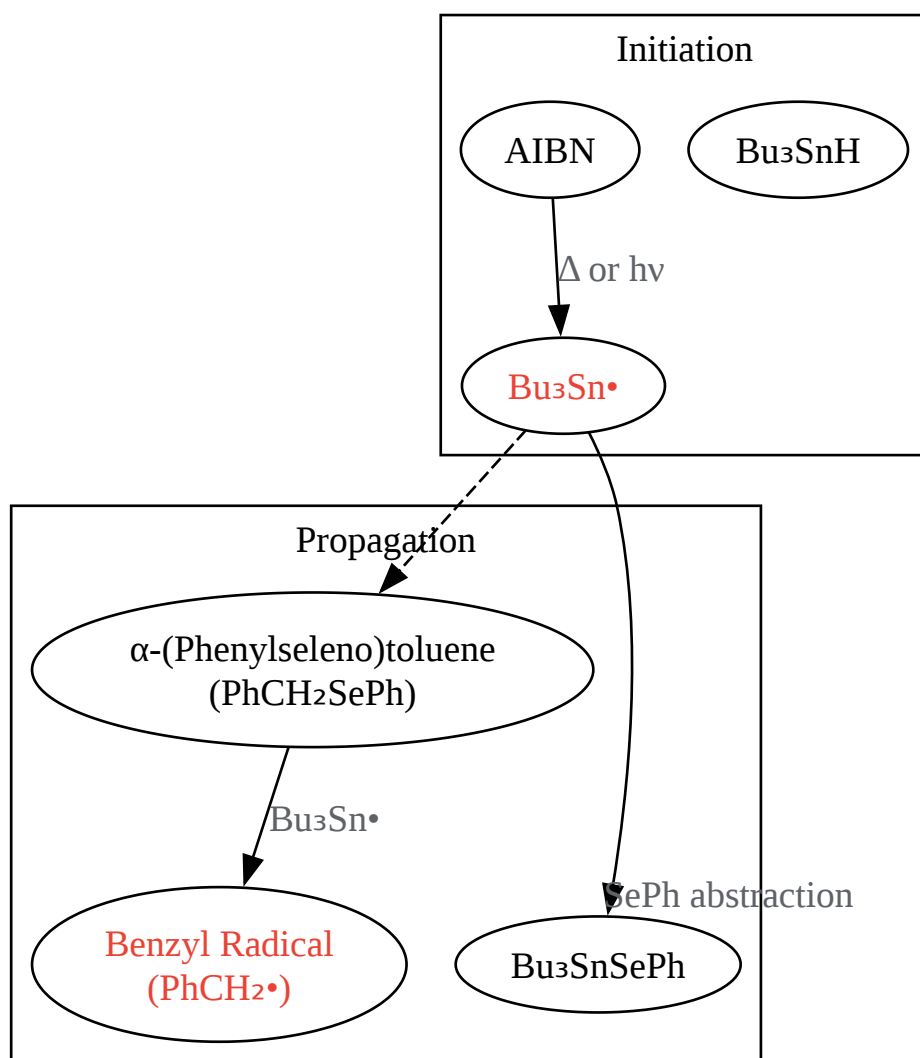 Initiation
AIBN
Bu₃SnH
Δ or hν
Bu₃Sn•
Propagation
α-(Phenylseleno)toluene
(PhCH₂SePh)
Bu₃Sn•
SePh abstraction
Benzyl Radical
(PhCH₂•)
Bu₃SnSePh